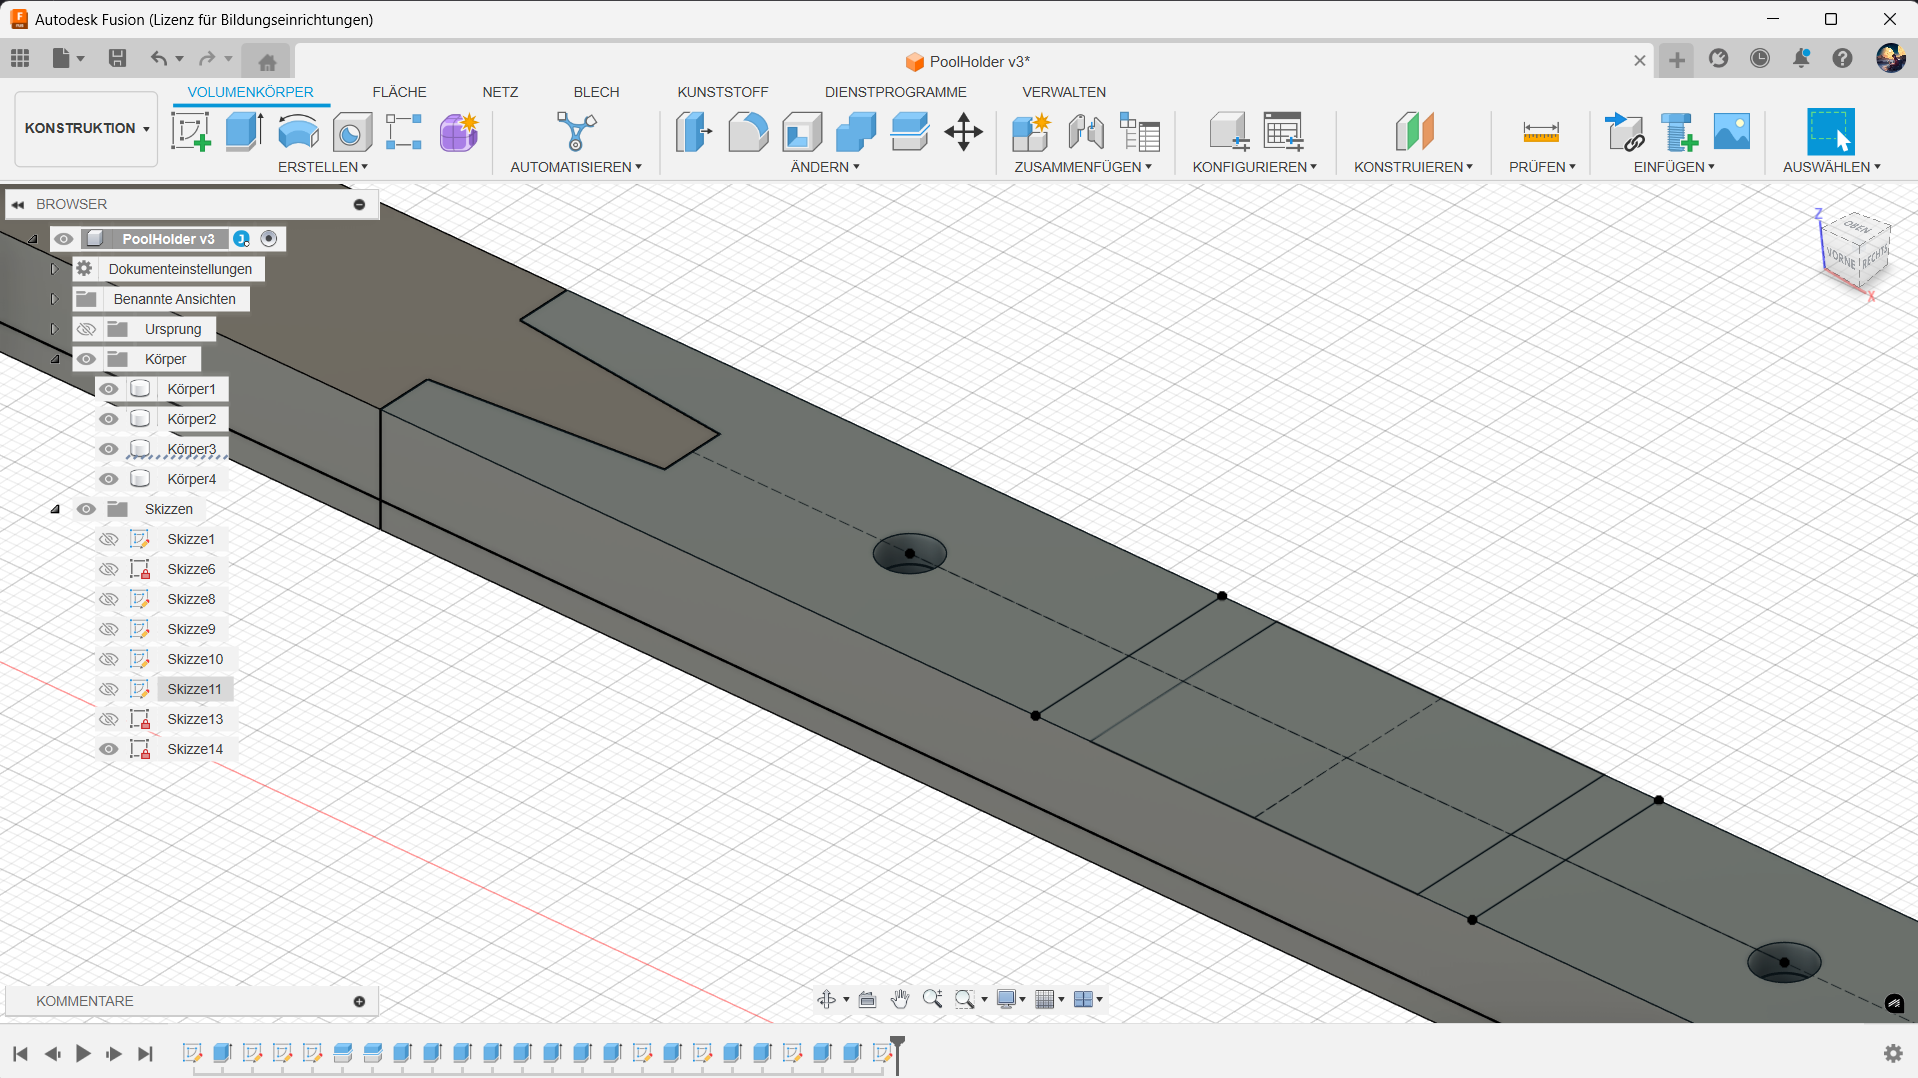 Autodesk Fusion (Lizenz für Bildungseinrichtungen)
PoolHolder v3*
VOLUMENKÖRPER FLÄCHE NETZ BLECH KUNSTSTOFF DIENSTPROGRAMME VERWALTEN
KONSTRUKTION
ERSTELLEN AUTOMATISIEREN ÄNDERN ZUSAMMENFÜGEN KONFIGURIEREN KONSTRUIEREN PRÜFEN EINFÜGEN AUSWÄHLEN
BROWSER
PoolHolder v3
Dokumenteinstellungen
Benannte Ansichten
Ursprung
Körper
Körper1
Körper2
Körper3
Körper4
Skizzen
Skizze1
Skizze6
Skizze8
Skizze9
Skizze10
Skizze11
Skizze13
Skizze14
Z
OBEN
VORNE RECHTS
X
KOMMENTARE